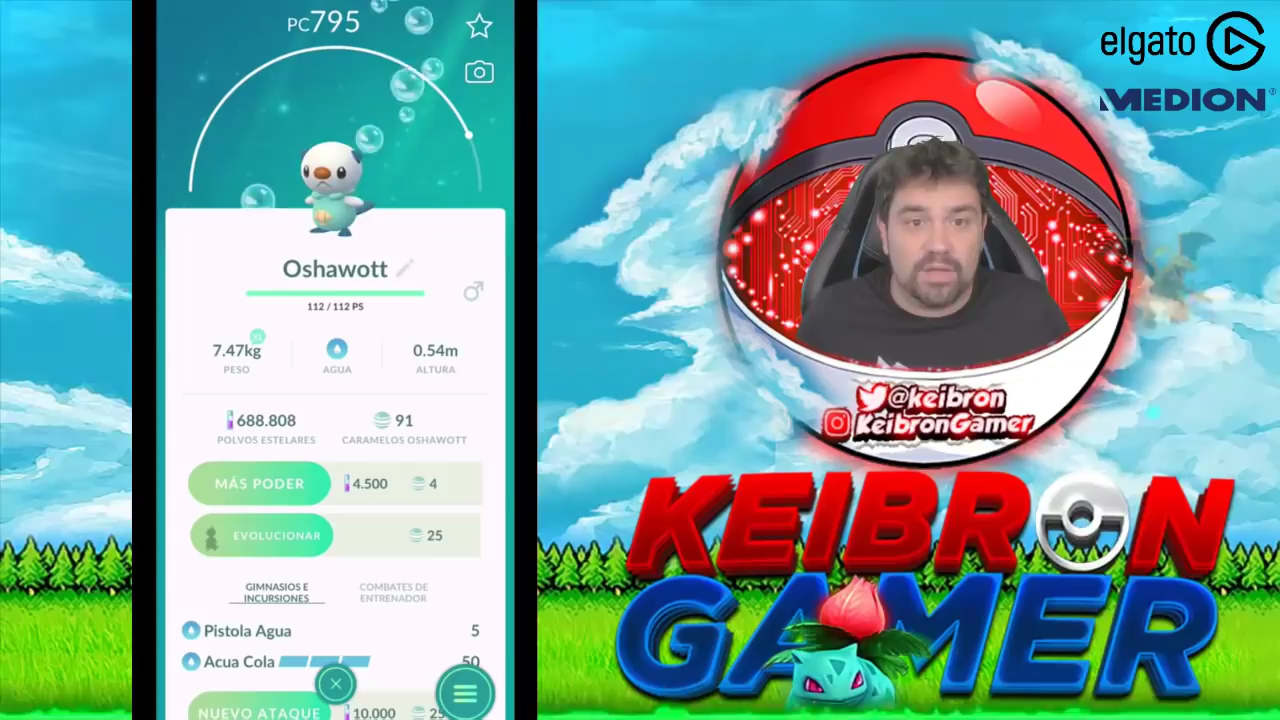 PC795
Oshawott
112 / 112 PS
XL
7.47kg
PESO
AGUA
0.54m
ALTURA
688.808
POLVOS ESTELARES
91
CARAMELOS OSHAWOTT
MÁS PODER
4.500
4
EVOLUCIONAR
25
GIMNASIOS E
INCURSIONES
COMBATES DE
ENTRENADOR
Pistola Agua
5
Acua Cola
50
NUEVO ATAQUE
10.000
25
elgato
MEDION®
@keibron
KeibronGamer
KEIBRON
GAMER